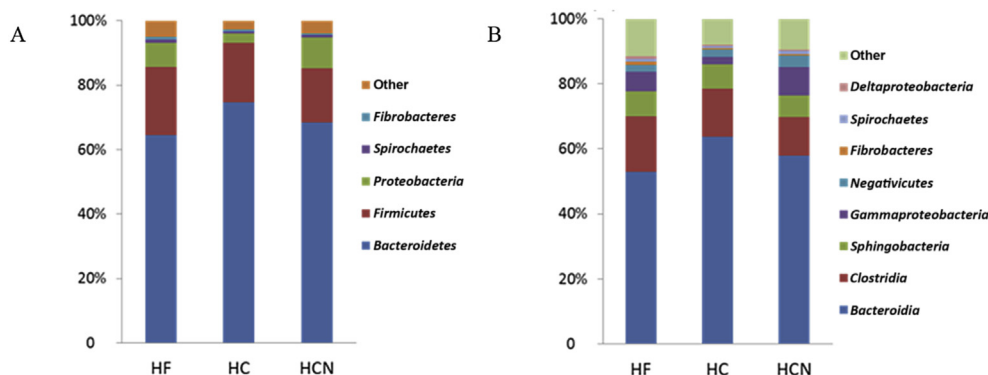 A
100%
80%
60%
40%
20%
0
HF HC HCN
Other
Fibrobacteres
Spirochaetes
Proteobacteria
Firmicutes
Bacteroidetes
B
100%
80%
60%
40%
20%
0
HF HC HCN
Other
Deltaproteobacteria
Spirochaetes
Fibrobacteres
Negativicutes
Gammaproteobacteria
Sphingobacteria
Clostridia
Bacteroidia